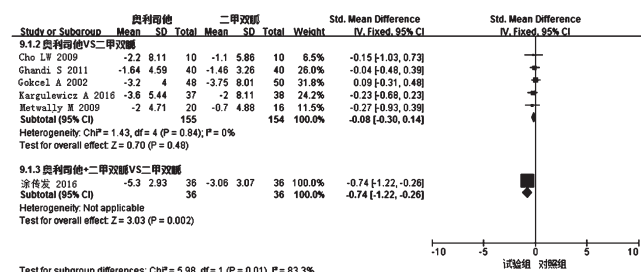 奥利司他 二甲双胍 Std. Mean Difference Std. Mean Difference
Study or Subgroup Mean SD Total Mean SD Total Weight IV. Fixed. 95% CI IV. Fixed. 95% CI
9.1.2 奥利司他VS二甲双胍
Cho LW 2009 -2.2 8.11 10 -1.1 5.86 10 6.5% -0.15 [-1.03, 0.73]
Ghandi S 2011 -1.64 4.59 40 -1.46 3.26 40 26.0% -0.04 [-0.48, 0.39]
Gokcel A 2002 -3.2 4 48 -3.75 8.01 50 31.8% 0.09 [-0.31, 0.48]
Kargulewicz A 2016 -3.6 5.44 37 -2 8.11 38 24.2% -0.23 [-0.68, 0.23]
Metwally M 2009 -2 4.71 20 -0.7 4.88 16 11.5% -0.27 [-0.93, 0.39]
Subtotal (95% CI) 155 154 100.0% -0.08 [-0.30, 0.14]
Heterogeneity: Chi² = 1.43, df = 4 (P = 0.84); I² = 0%
Test for overall effect: Z = 0.70 (P = 0.48)
9.1.3 奥利司他+二甲双胍VS二甲双胍
涂传发 2016 -5.3 2.93 36 -3.06 3.07 36 100.0% -0.74 [-1.22, -0.26]
Subtotal (95% CI) 36 36 100.0% -0.74 [-1.22, -0.26]
Heterogeneity: Not applicable
Test for overall effect: Z = 3.03 (P = 0.002)
-10 -5 0 5 10
试验组 对照组
Test for subgroup differences: Chi² = 5.98, df = 1 (P = 0.01), I² = 83.3%